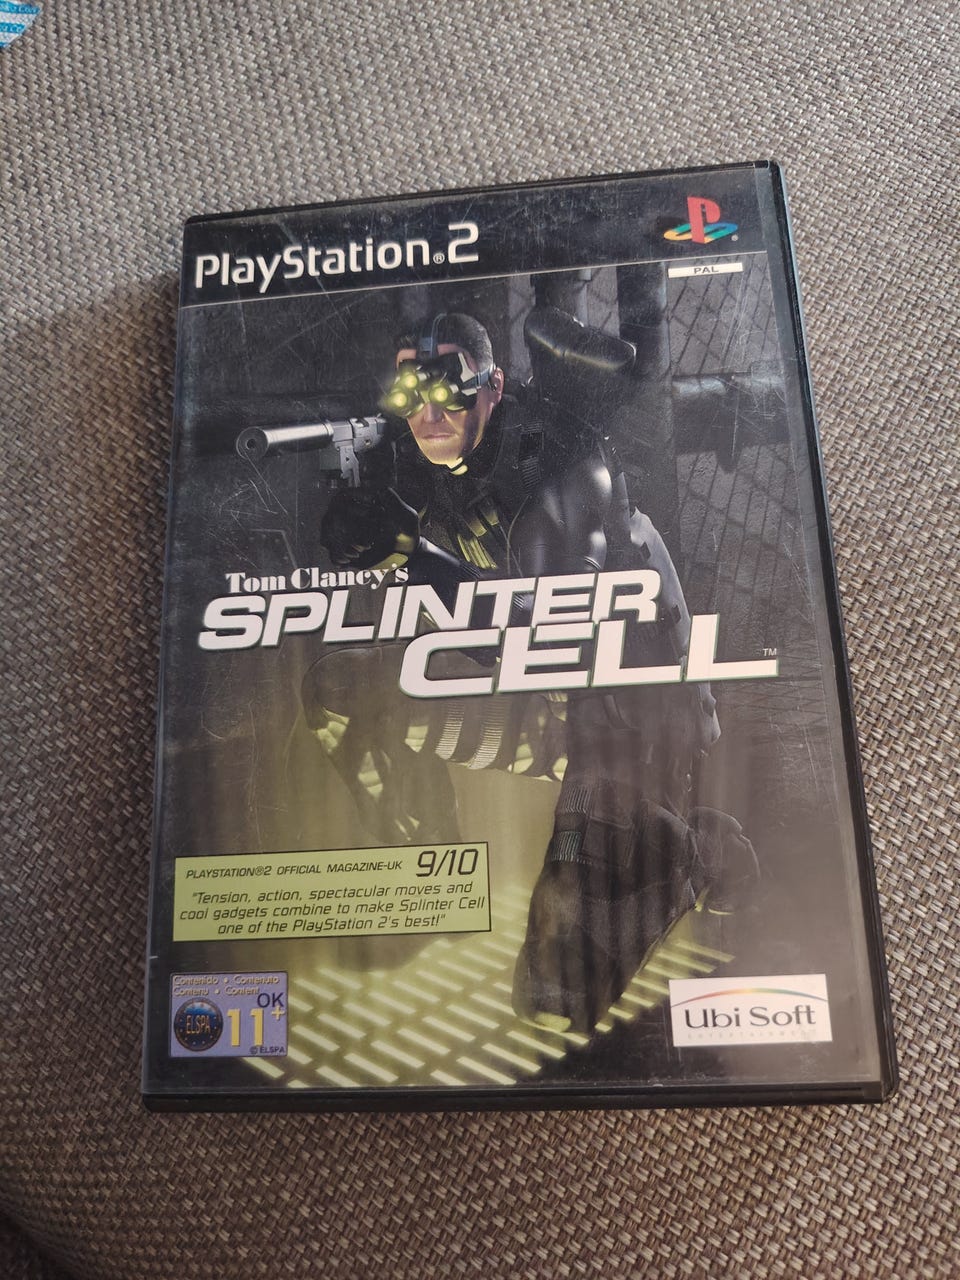 PlayStation®2
PAL
Tom Clancy's
SPLINTER
CELL™
PLAYSTATION®2 OFFICIAL MAGAZINE-UK 9/10
"Tension, action, spectacular moves and
cool gadgets combine to make Splinter Cell
one of the PlayStation 2's best!"
Contenido • Contenuto
Contenu • Content
OK
ELSPA
11+
© ELSPA
Ubi Soft
ENTERTAINMENT